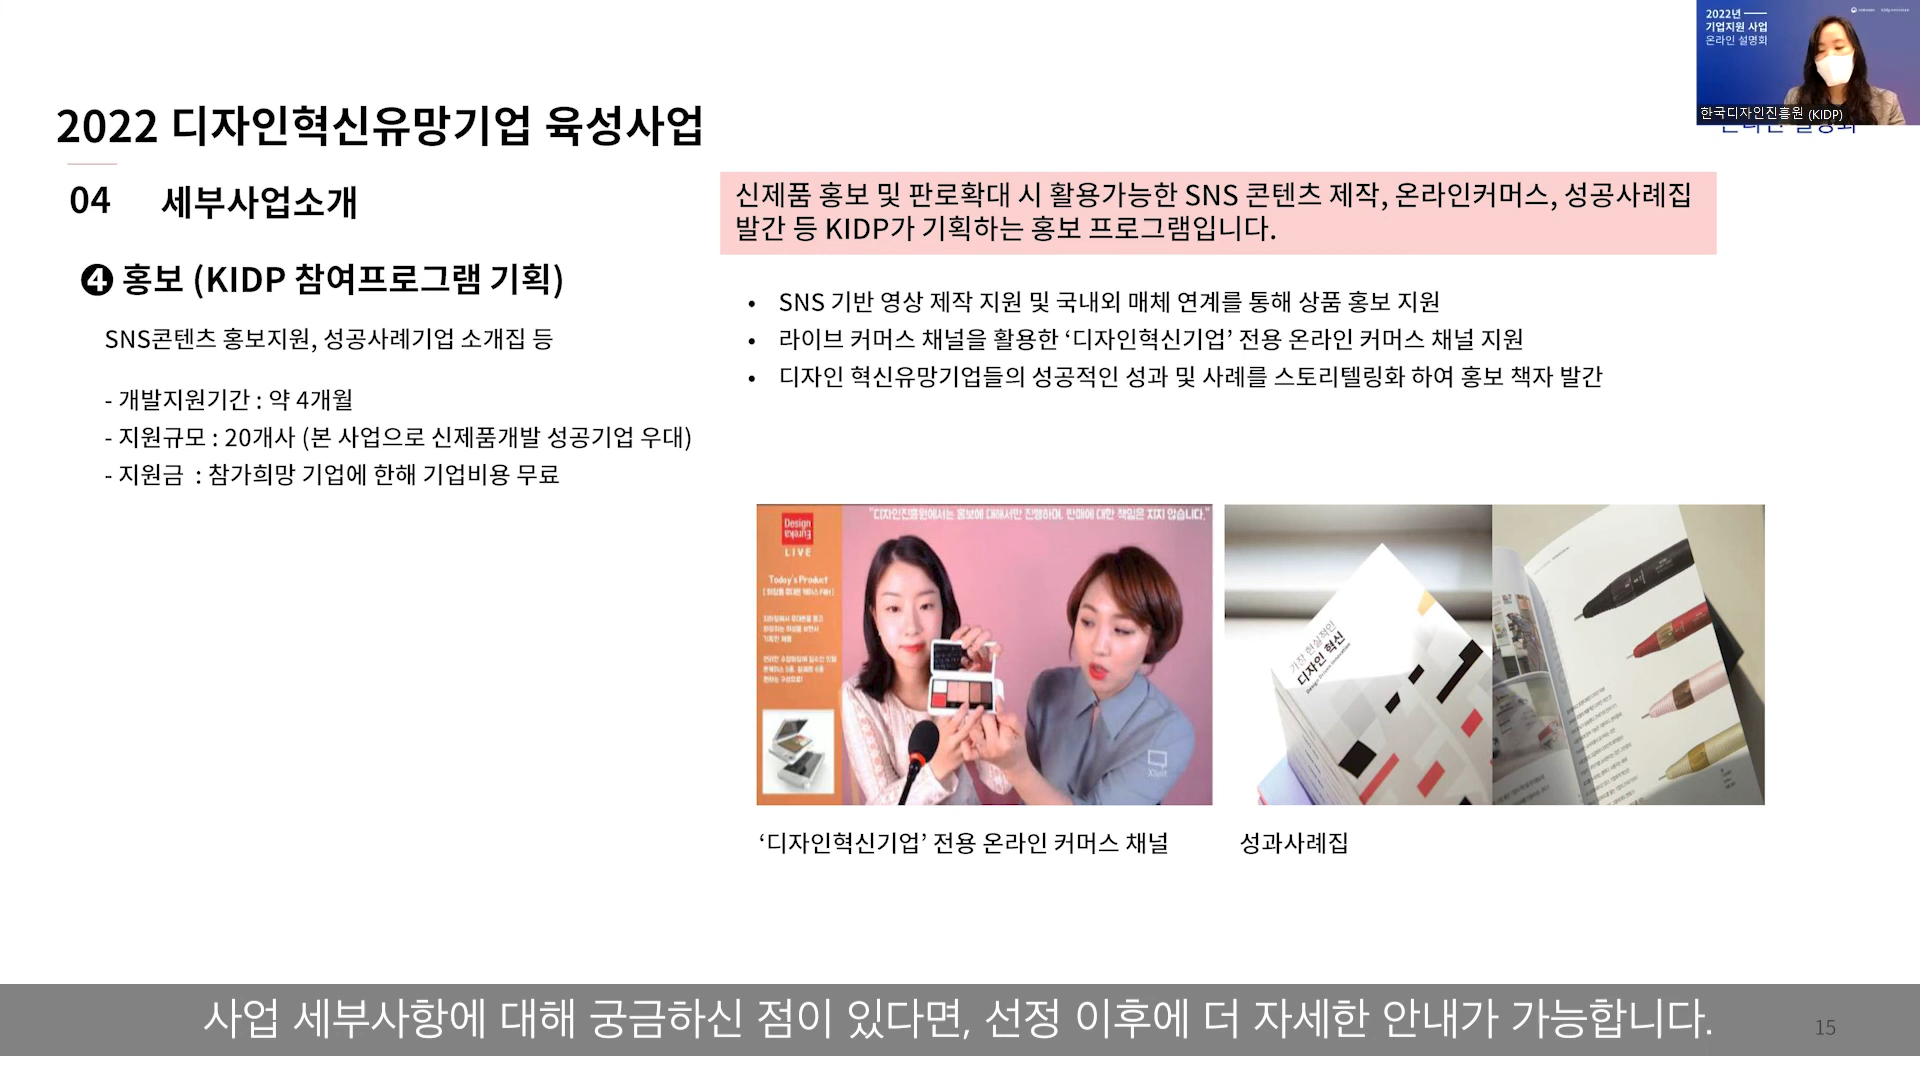 2022년
기업지원 사업
온라인 설명회
한국디자인진흥원 (KIDP)
2022 디자인혁신유망기업 육성사업
04 세부사업소개
❹ 홍보 (KIDP 참여프로그램 기획)
SNS콘텐츠 홍보지원, 성공사례기업 소개집 등
- 개발지원기간 : 약 4개월
- 지원규모 : 20개사 (본 사업으로 신제품개발 성공기업 우대)
- 지원금 : 참가희망 기업에 한해 기업비용 무료
신제품 홍보 및 판로확대 시 활용가능한 SNS 콘텐츠 제작, 온라인커머스, 성공사례집
발간 등 KIDP가 기획하는 홍보 프로그램입니다.
• SNS 기반 영상 제작 지원 및 국내외 매체 연계를 통해 상품 홍보 지원
• 라이브 커머스 채널을 활용한 ‘디자인혁신기업’ 전용 온라인 커머스 채널 지원
• 디자인 혁신유망기업들의 성공적인 성과 및 사례를 스토리텔링화 하여 홍보 책자 발간
"디자인진흥원에서는 홍보에 대해서만 진행하며, 판매에 대한 책임은 지지 않습니다."
Design
Eureka
LIVE
Today's Product
가장 현실적인
디자인 혁신
Design Driven Innovation
‘디자인혁신기업’ 전용 온라인 커머스 채널
성과사례집
사업 세부사항에 대해 궁금하신 점이 있다면, 선정 이후에 더 자세한 안내가 가능합니다.
15